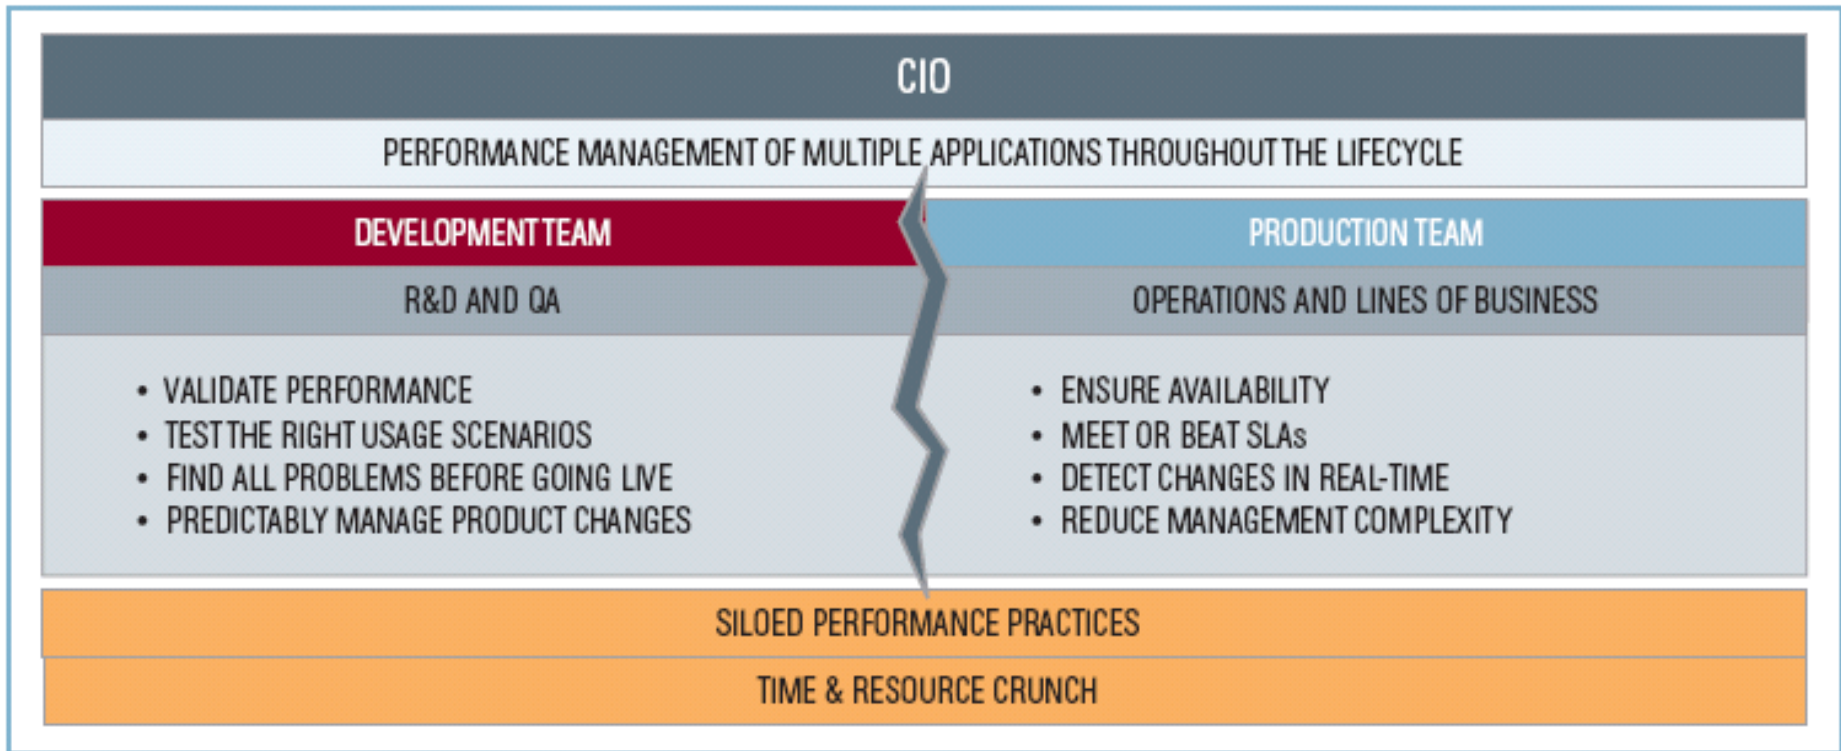 CIO
PERFORMANCE MANAGEMENT OF MULTIPLE APPLICATIONS THROUGHOUT THE LIFECYCLE
DEVELOPMENT TEAM
R&D AND QA
• VALIDATE PERFORMANCE
• TEST THE RIGHT USAGE SCENARIOS
• FIND ALL PROBLEMS BEFORE GOING LIVE
• PREDICTABLY MANAGE PRODUCT CHANGES
PRODUCTION TEAM
OPERATIONS AND LINES OF BUSINESS
• ENSURE AVAILABILITY
• MEET OR BEAT SLAs
• DETECT CHANGES IN REAL-TIME
• REDUCE MANAGEMENT COMPLEXITY
SILOED PERFORMANCE PRACTICES
TIME & RESOURCE CRUNCH